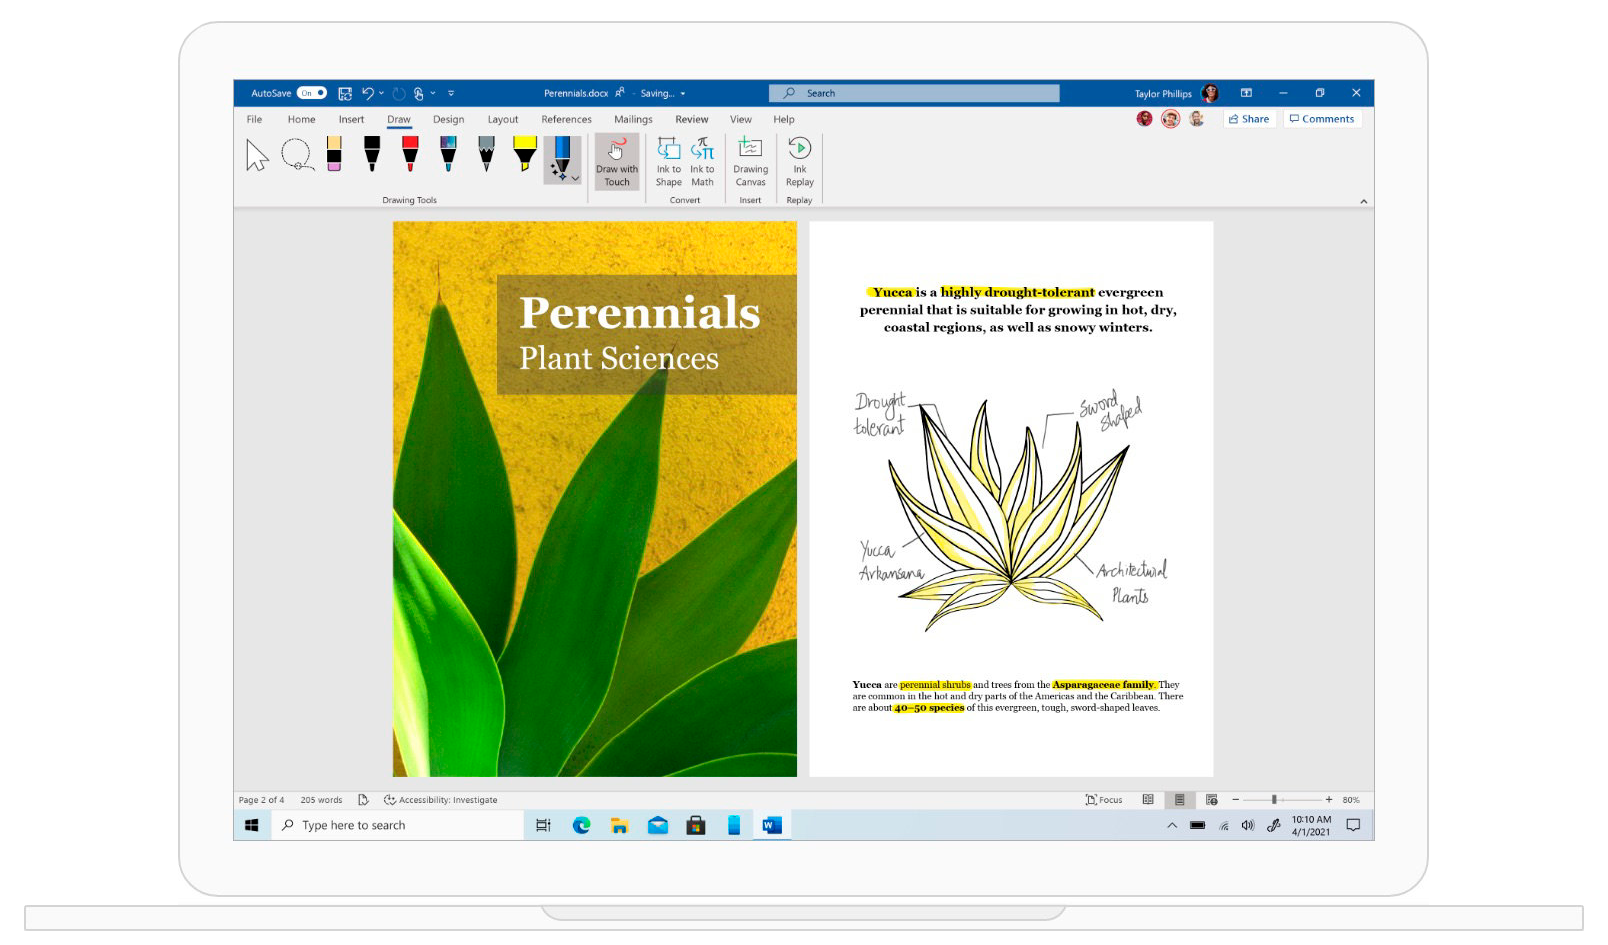 AutoSave On
Perennials.docx - Saving...
Search
Taylor Phillips
File Home Insert Draw Design Layout References Mailings Review View Help
Share Comments
Draw with
Touch
Ink to
Shape
Ink to
Math
Drawing
Canvas
Ink
Replay
Drawing Tools
Convert
Insert
Replay
Perennials
Plant Sciences
Yucca is a highly drought-tolerant evergreen
perennial that is suitable for growing in hot, dry,
coastal regions, as well as snowy winters.
Drought
tolerant
Sword
shaped
Yucca
Arkansana
Architectural
Plants
Yucca are perennial shrubs and trees from the Asparagaceae family. They
are common in the hot and dry parts of the Americas and the Caribbean. There
are about 40–50 species of this evergreen, tough, sword-shaped leaves.
Page 2 of 4 205 words Accessibility: Investigate
Focus
80%
Type here to search
10:10 AM
4/1/2021